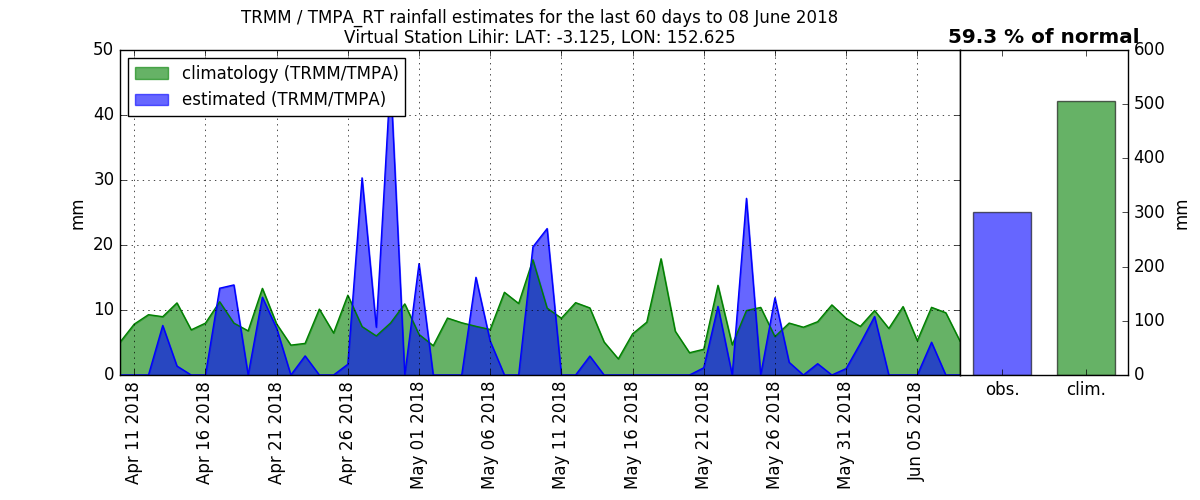 TRMM / TMPA_RT rainfall estimates for the last 60 days to 08 June 2018
Virtual Station Lihir: LAT: -3.125, LON: 152.625
59.3 % of normal
climatology (TRMM/TMPA)
estimated (TRMM/TMPA)
50
40
30
20
10
0
mm
Apr 11 2018
Apr 16 2018
Apr 21 2018
Apr 26 2018
May 01 2018
May 06 2018
May 11 2018
May 16 2018
May 21 2018
May 26 2018
May 31 2018
Jun 05 2018
600
500
400
300
200
100
0
mm
obs.
clim.